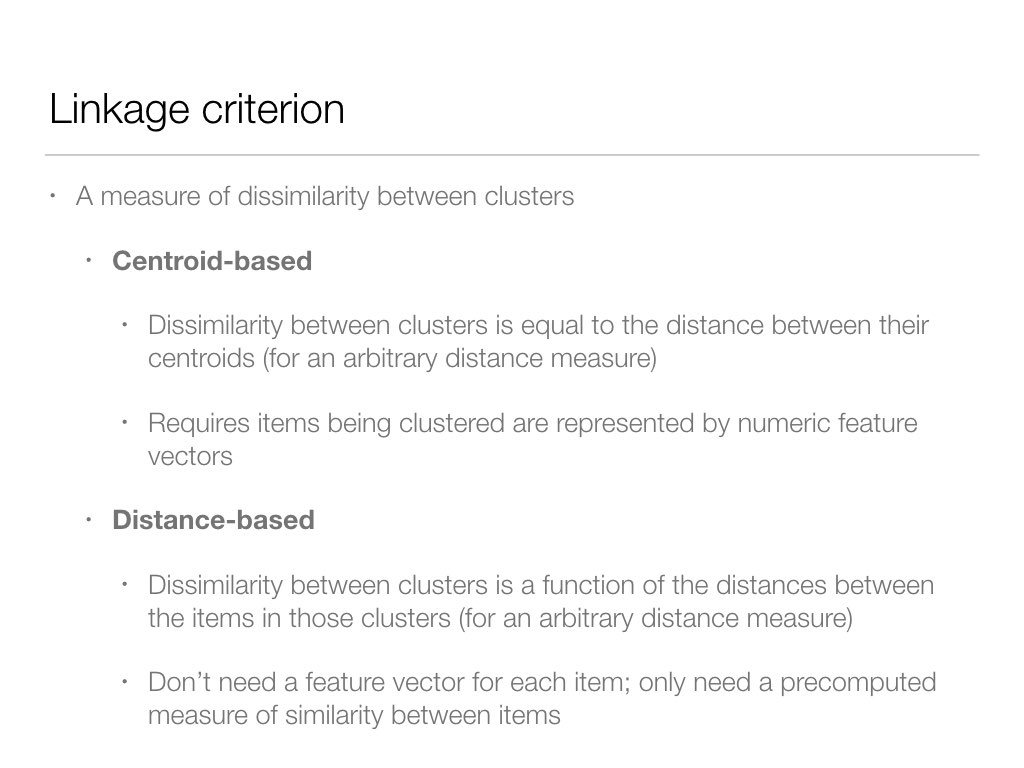 Linkage criterion
• A measure of dissimilarity between clusters
• Centroid-based
• Dissimilarity between clusters is equal to the distance between their
centroids (for an arbitrary distance measure)
• Requires items being clustered are represented by numeric feature
vectors
• Distance-based
• Dissimilarity between clusters is a function of the distances between
the items in those clusters (for an arbitrary distance measure)
• Don’t need a feature vector for each item; only need a precomputed
measure of similarity between items